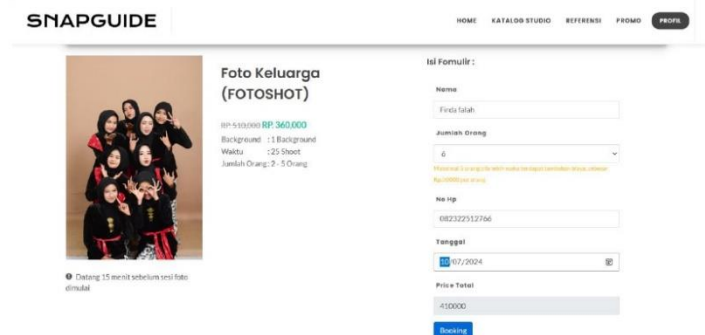 SNAPGUIDE
HOME KATALOG STUDIO REFERENSI PROMO PROFIL
Foto Keluarga
(FOTOSHOT)
RP. 510,000 RP. 360,000
Background : 1 Background
Waktu : 25 Shoot
Jumlah Orang : 2 - 5 Orang
Datang 15 menit sebelum sesi foto
dimulai
Isi Fomulir :
Nama
Finda falah
Jumlah Orang
6
orang
No Hp
082322512766
Tanggal
10/07/2024
Price Total
410000
Booking